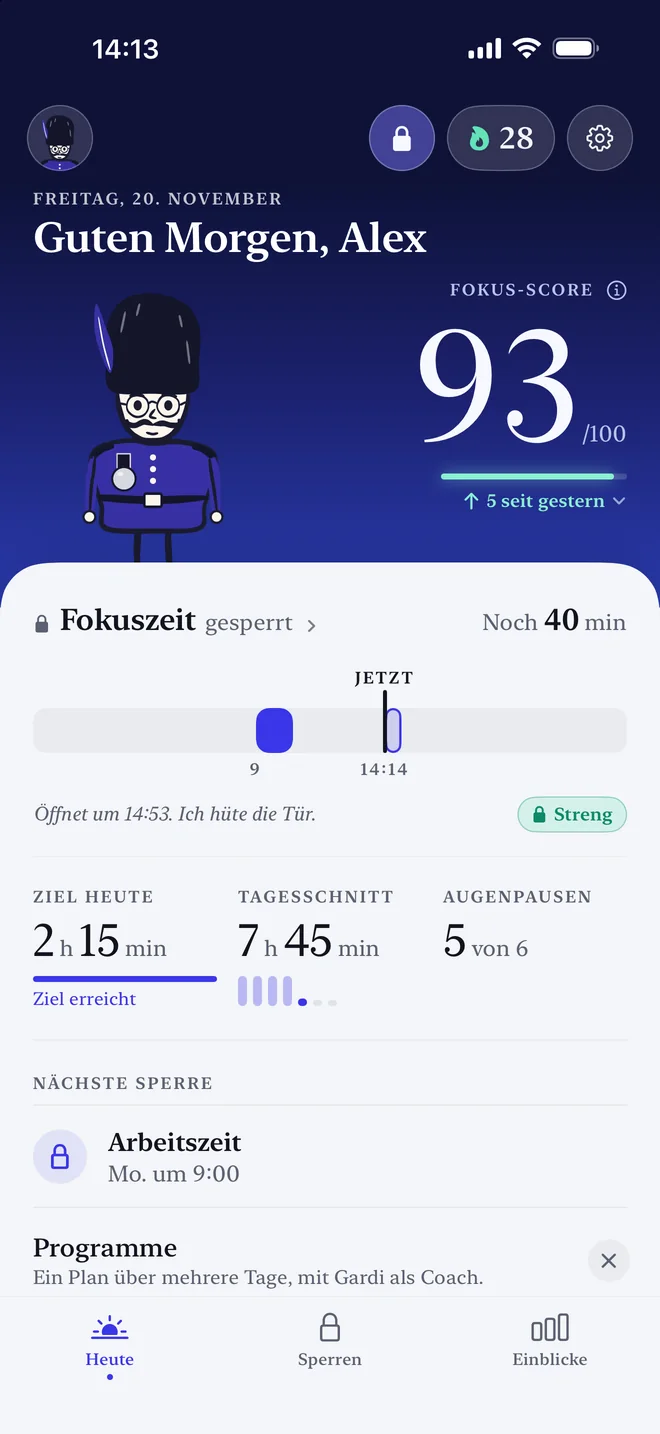 14:13
28
FREITAG, 20. NOVEMBER
Guten Morgen, Alex
FOKUS-SCORE
93/100
↑ 5 seit gestern
Fokuszeit gesperrt
Noch 40 min
JETZT
9
14:14
Öffnet um 14:53. Ich hüte die Tür.
Streng
ZIEL HEUTE
2 h 15 min
Ziel erreicht
TAGESSCHNITT
7 h 45 min
AUGENPAUSEN
5 von 6
NÄCHSTE SPERRE
Arbeitszeit
Mo. um 9:00
Programme
Ein Plan über mehrere Tage, mit Gardi als Coach.
Heute
Sperren
Einblicke